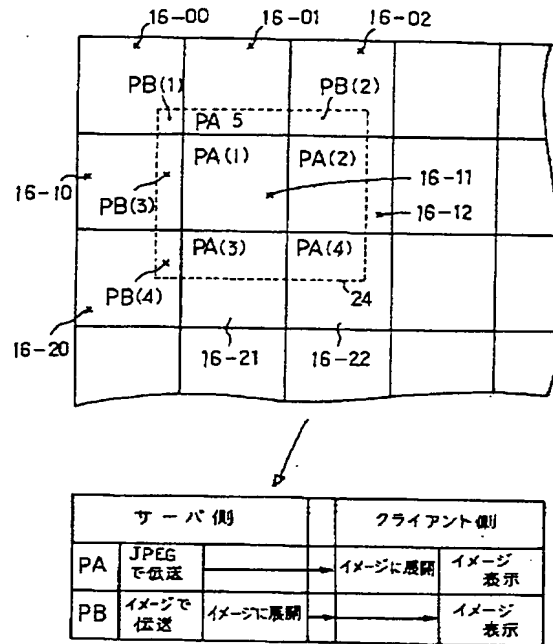 16-00 16-01 16-02
PB(1) PB(2)
PA 5
PA(1) PA(2)
16-10 16-11
PB(3) 16-12
PA(3) PA(4)
PB(4) 24
16-20 16-21 16-22
サーバ側 クライアント側
PA JPEGで伝送 イメージに展開 イメージ表示
PB イメージで伝送 イメージに展開 イメージ表示